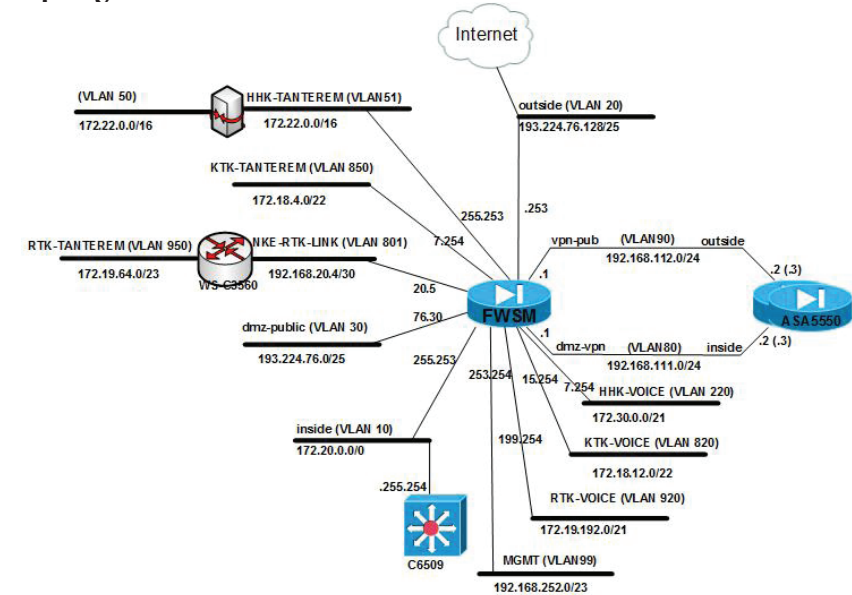 Internet
(VLAN 50)
HHK-TANTEREM (VLAN51)
172.22.0.0/16
172.22.0.0/16
outside (VLAN 20)
193.224.76.128/25
KTK-TANTEREM (VLAN 850)
172.18.4.0/22
255.253
.253
7.254
RTK-TANTEREM (VLAN 950)
NKE-RTK-LINK (VLAN 801)
172.19.64.0/23
192.168.20.4/30
WS-C3560
vpn-pub (VLAN90) outside
192.168.112.0/24
.1
.2 (.3)
20.5
76.30
FWSM
ASA5550
dmz-public (VLAN 30)
193.224.76.0/25
.1
dmz-vpn (VLAN80) inside
192.168.111.0/24
.2 (.3)
255.253
253.254
15.254
7.254
HHK-VOICE (VLAN 220)
172.30.0.0/21
inside (VLAN 10)
172.20.0.0/0
199.254
KTK-VOICE (VLAN 820)
172.18.12.0/22
.255.254
RTK-VOICE (VLAN 920)
172.19.192.0/21
C6509
MGMT (VLAN99)
192.168.252.0/23